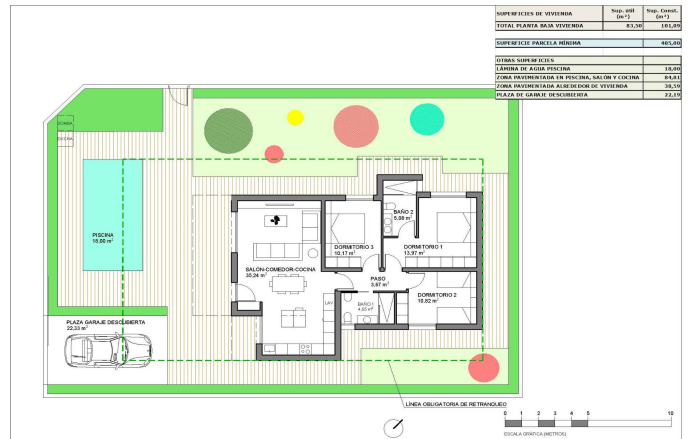 SUPERFICIES DE VIVIENDA Sup. útil (m²) Sup. Const. (m²)
TOTAL PLANTA BAJA VIVIENDA 83,50 101,09
SUPERFICIE PARCELA MÍNIMA 405,00
OTRAS SUPERFICIES
LÁMINA DE AGUA PISCINA 18,00
ZONA PAVIMENTADA EN PISCINA, SALÓN Y COCINA 84,81
ZONA PAVIMENTADA ALREDEDOR DE VIVIENDA 38,59
PLAZA DE GARAJE DESCUBIERTA 22,19
BOMBA
DUCHA
PISCINA
18,00 m²
BAÑO 2
5,08 m²
DORMITORIO 3
10,17 m²
DORMITORIO 1
13,97 m²
SALÓN-COMEDOR-COCINA
35,24 m²
PASO
3,67 m²
DORMITORIO 2
10,82 m²
LAV
BAÑO 1
4,55 m²
PLAZA GARAJE DESCUBIERTA
22,33 m²
LÍNEA OBLIGATORIA DE RETRANQUEO
0 1 2 3 4 5 10
ESCALA GRÁFICA (METROS)